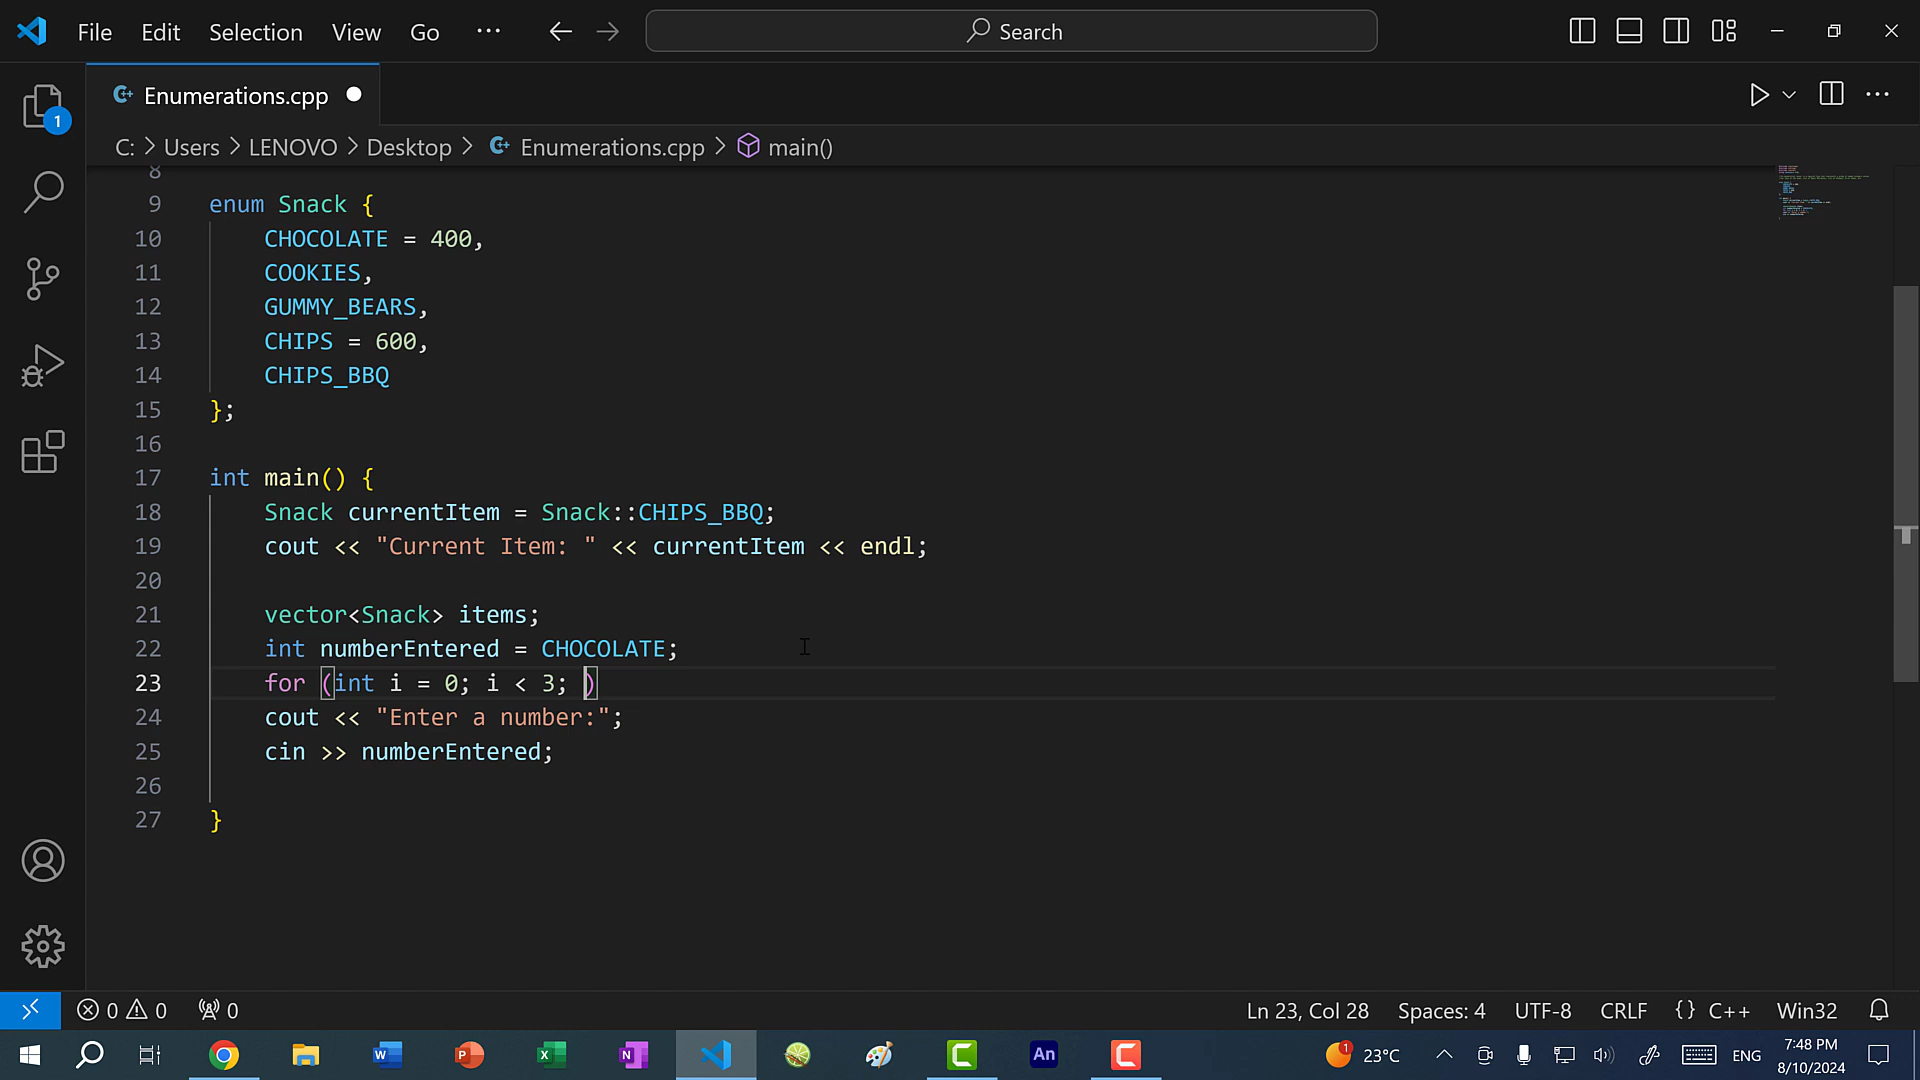 File Edit Selection View Go ··· Search
Enumerations.cpp
C: > Users > LENOVO > Desktop > Enumerations.cpp > main()
1
8
9 enum Snack {
10 CHOCOLATE = 400,
11 COOKIES,
12 GUMMY_BEARS,
13 CHIPS = 600,
14 CHIPS_BBQ
15 };
16
17 int main() {
18 Snack currentItem = Snack::CHIPS_BBQ;
19 cout << "Current Item: " << currentItem << endl;
20
21 vector<Snack> items;
22 int numberEntered = CHOCOLATE;
23 for (int i = 0; i < 3; )
24 cout << "Enter a number:";
25 cin >> numberEntered;
26
27 }
0 0 0 Ln 23, Col 28 Spaces: 4 UTF-8 CRLF {} C++ Win32
W P X N An C 1 23°C ENG 7:48 PM
8/10/2024